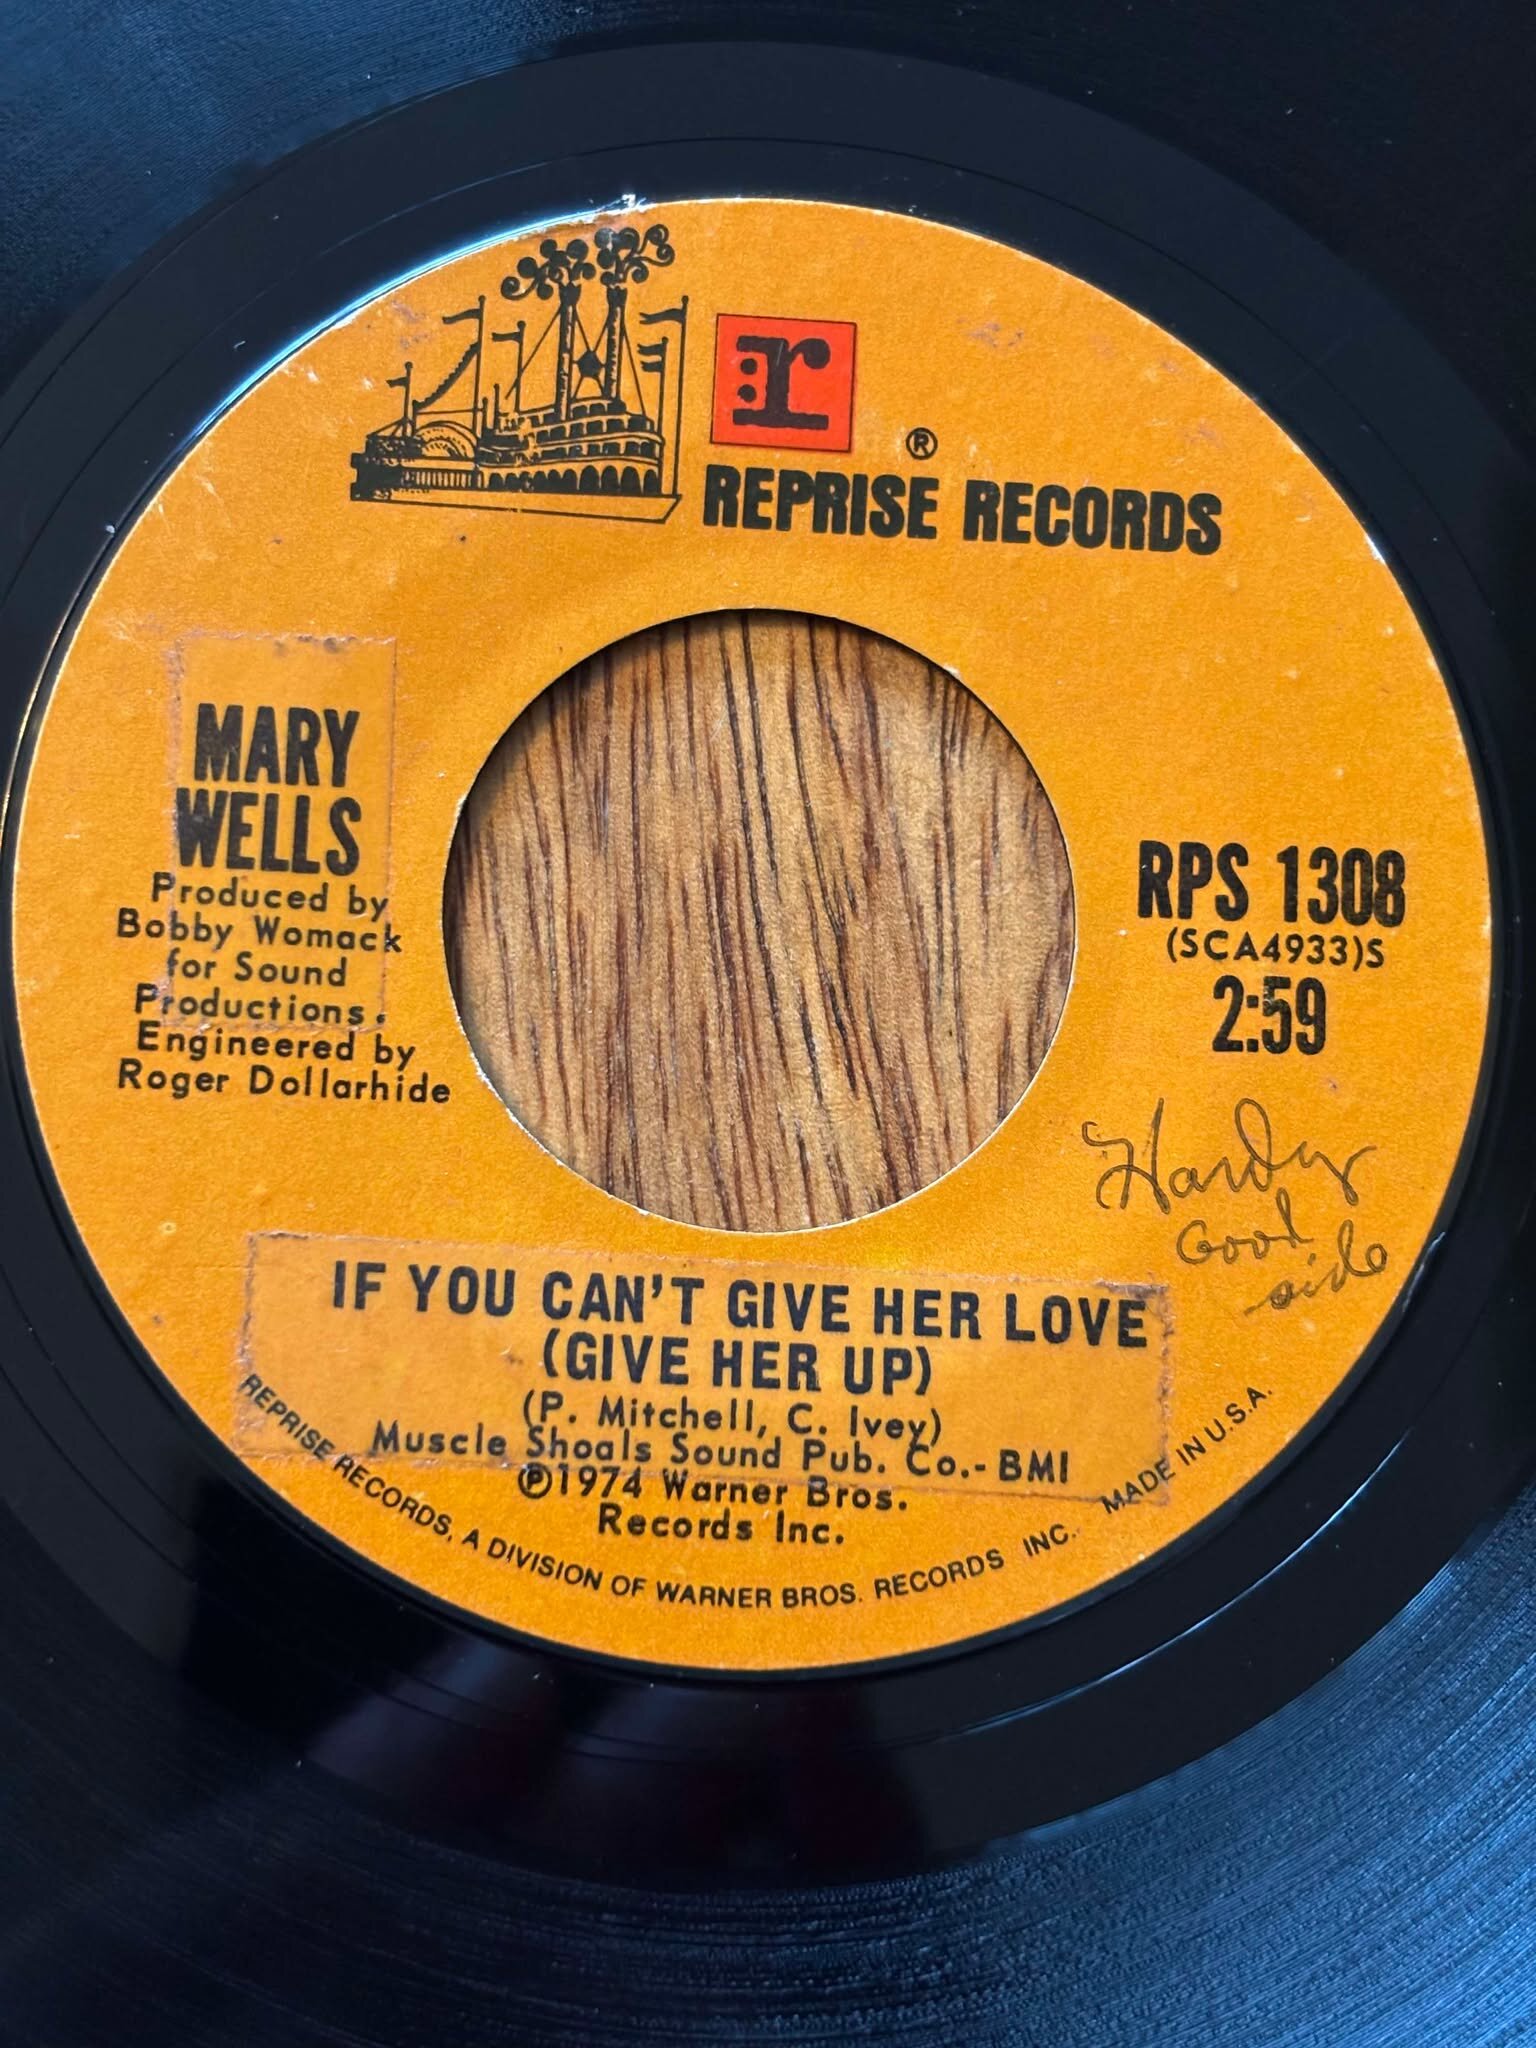 r
®
REPRISE RECORDS
MARY
WELLS
Produced by
Bobby Womack
for Sound
Productions.
Engineered by
Roger Dollarhide
RPS 1308
(SCA4933)S
2:59
Hardy
Good
side
IF YOU CAN'T GIVE HER LOVE
(GIVE HER UP)
(P. Mitchell, C. Ivey)
Muscle Shoals Sound Pub. Co.-BMI
℗1974 Warner Bros.
Records Inc.
REPRISE RECORDS, A DIVISION OF WARNER BROS. RECORDS INC. MADE IN U.S.A.